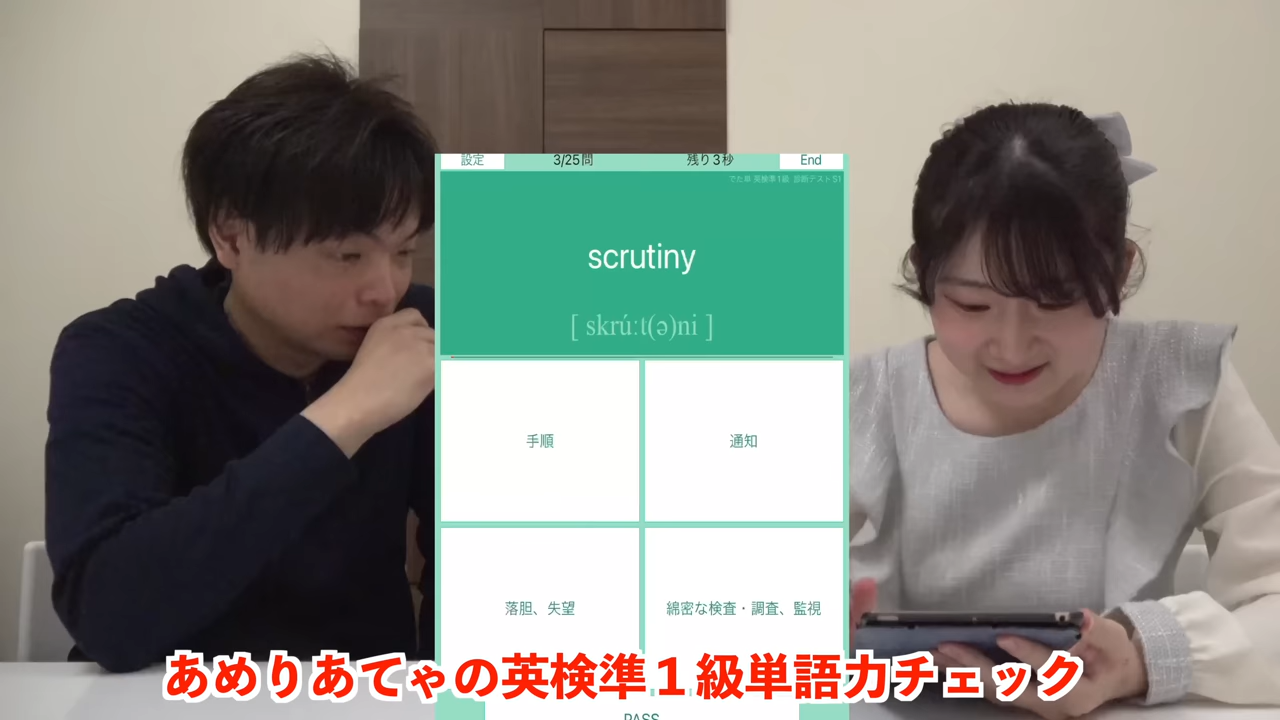 設定 3/25問 残り3秒 End
でた単 英検準1級 診断テスト51
scrutiny
[ skrúːt(ə)ni ]
手順 通知
落胆、失望 綿密な検査・調査、監視
あめりあてゃの英検準１級単語力チェック
PASS